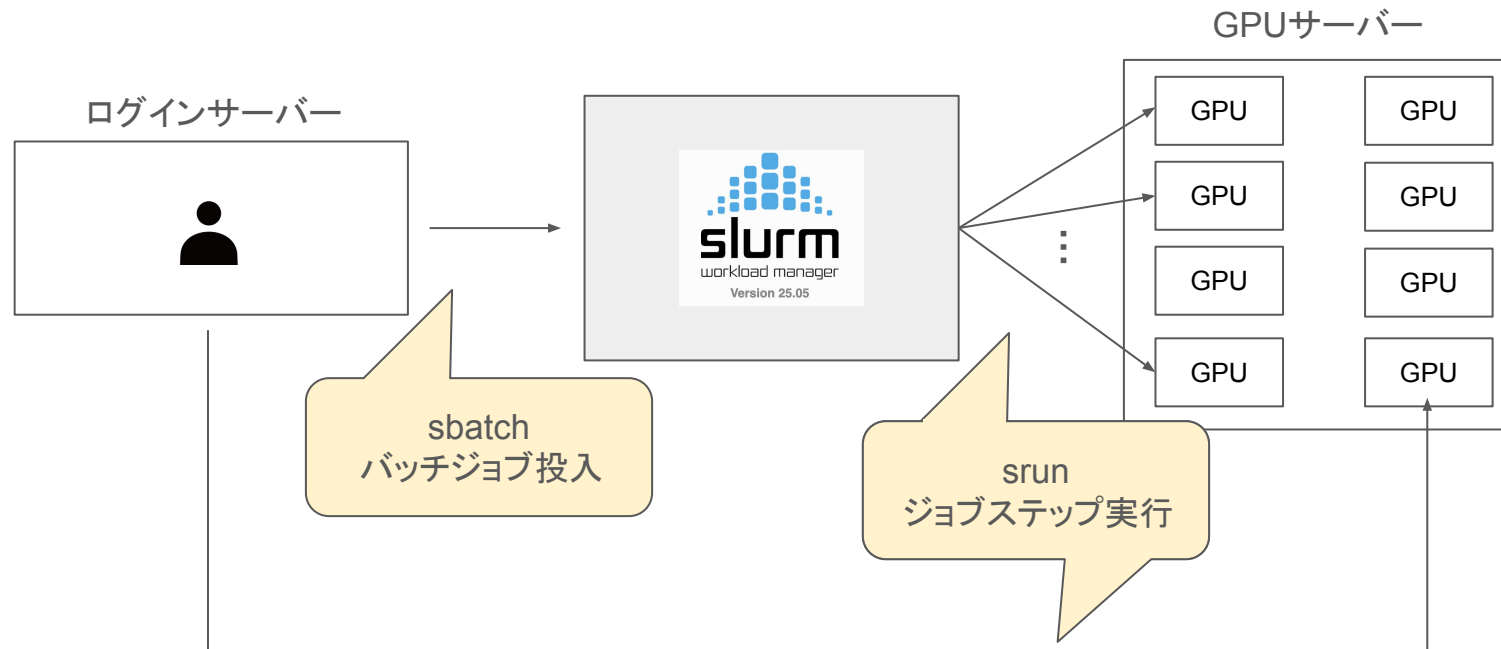 GPUサーバー
ログインサーバー
GPU
GPU
GPU
GPU
GPU
GPU
GPU
GPU
slurm
workload manager
Version 25.05
⋮
sbatch
バッチジョブ投入
srun
ジョブステップ実行